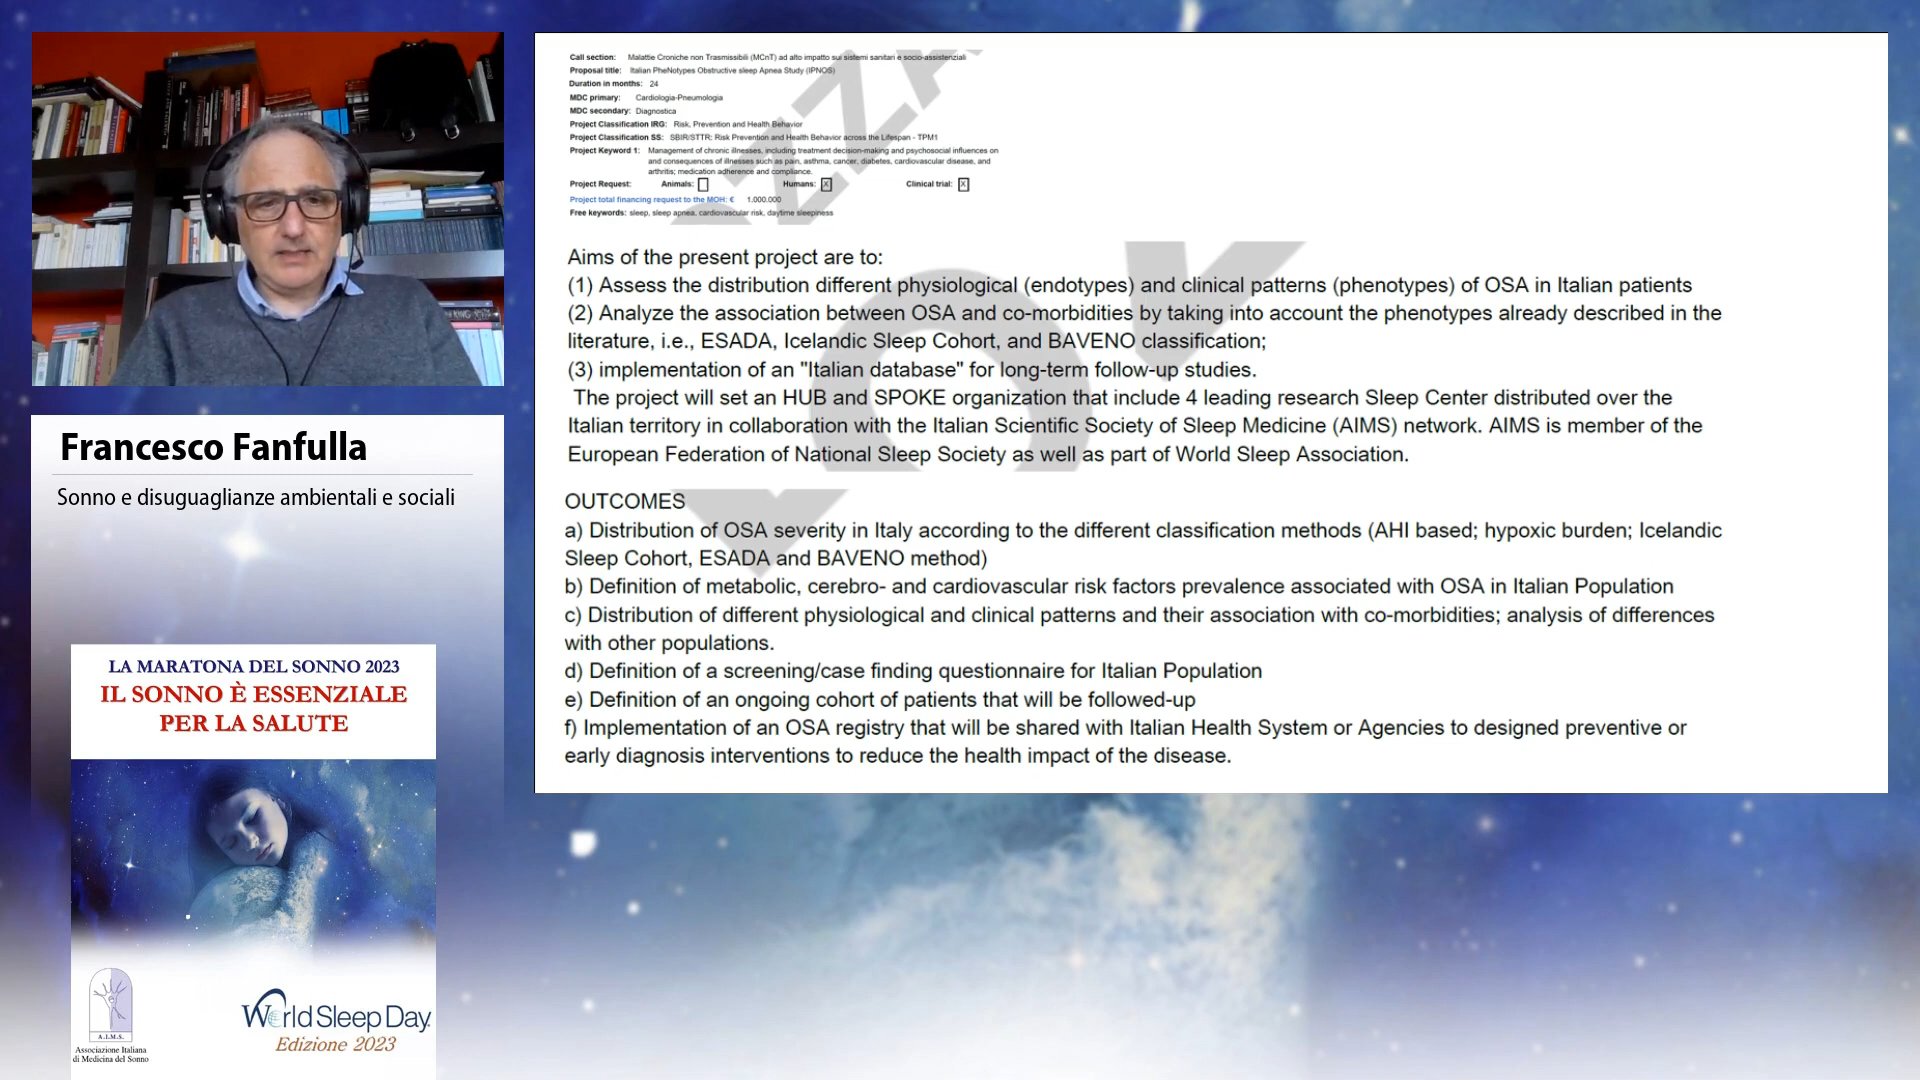 Call section: Malattie Croniche non Trasmissibili (MCnT) ad alto impatto sui sistemi sanitari e socio-assistenziali
Proposal title: Italian PheNotypes Obstructive sleep Apnea Study (IPNOS)
Duration in months: 24
MDC primary: Cardiologia-Pneumologia
MDC secondary: Diagnostica
Project Classification IRG: Risk, Prevention and Health Behavior
Project Classification SS: SBIR/STTR: Risk Prevention and Health Behavior across the Lifespan - TPM1
Project Keyword 1: Management of chronic illnesses, including treatment decision-making and psychosocial influences on
and consequences of illnesses such as pain, asthma, cancer, diabetes, cardiovascular disease, and
arthritis; medication adherence and compliance.
Project Request: Animals: Humans: X Clinical trial: X
Project total financing request to the MOH: € 1.000.000
Free keywords: sleep, sleep apnea, cardiovascular risk, daytime sleepiness
Aims of the present project are to:
(1) Assess the distribution different physiological (endotypes) and clinical patterns (phenotypes) of OSA in Italian patients
(2) Analyze the association between OSA and co-morbidities by taking into account the phenotypes already described in the
literature, i.e., ESADA, Icelandic Sleep Cohort, and BAVENO classification;
(3) implementation of an "Italian database" for long-term follow-up studies.
The project will set an HUB and SPOKE organization that include 4 leading research Sleep Center distributed over the
Italian territory in collaboration with the Italian Scientific Society of Sleep Medicine (AIMS) network. AIMS is member of the
European Federation of National Sleep Society as well as part of World Sleep Association.
OUTCOMES
a) Distribution of OSA severity in Italy according to the different classification methods (AHI based; hypoxic burden; Icelandic
Sleep Cohort, ESADA and BAVENO method)
b) Definition of metabolic, cerebro- and cardiovascular risk factors prevalence associated with OSA in Italian Population
c) Distribution of different physiological and clinical patterns and their association with co-morbidities; analysis of differences
with other populations.
d) Definition of a screening/case finding questionnaire for Italian Population
e) Definition of an ongoing cohort of patients that will be followed-up
f) Implementation of an OSA registry that will be shared with Italian Health System or Agencies to designed preventive or
early diagnosis interventions to reduce the health impact of the disease.
Francesco Fanfulla
Sonno e disuguaglianze ambientali e sociali
LA MARATONA DEL SONNO 2023
IL SONNO È ESSENZIALE
PER LA SALUTE
A.I.M.S.
Associazione Italiana
di Medicina del Sonno
World Sleep Day
Edizione 2023